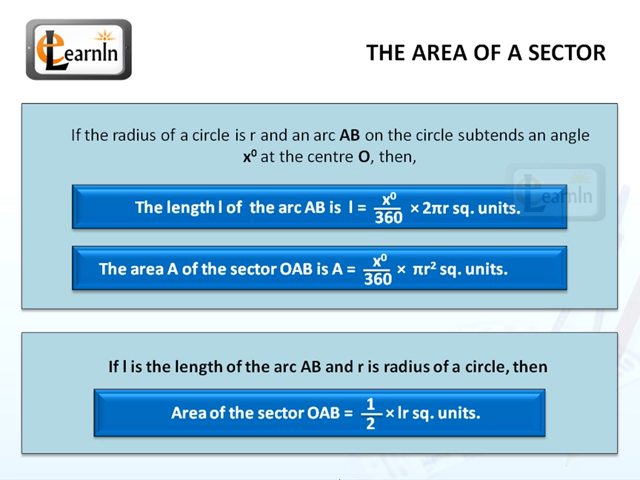 eLearnIn
THE AREA OF A SECTOR
If the radius of a circle is r and an arc AB on the circle subtends an angle
x⁰ at the centre O, then,
LearnIn
The length l of the arc AB is l = x⁰/360 × 2πr sq. units.
The area A of the sector OAB is A = x⁰/360 × πr² sq. units.
If l is the length of the arc AB and r is radius of a circle, then
Area of the sector OAB = 1/2 × lr sq. units.